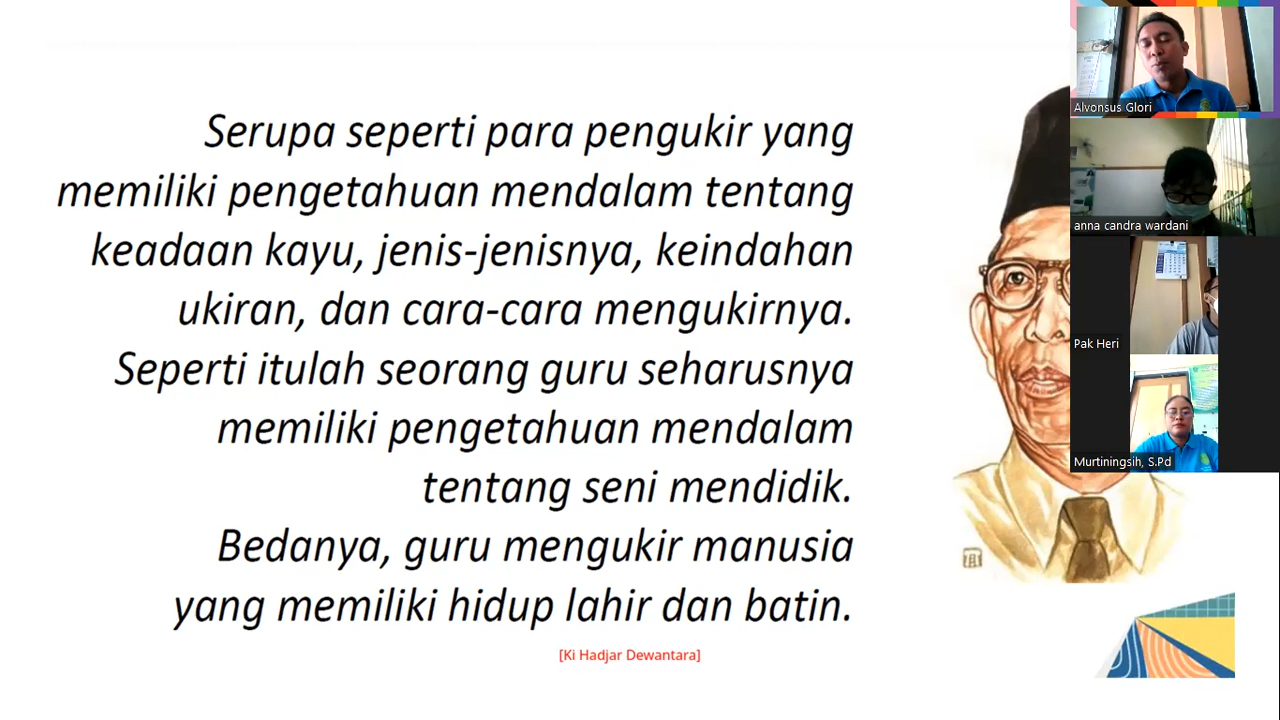 Serupa seperti para pengukir yang
memiliki pengetahuan mendalam tentang
keadaan kayu, jenis-jenisnya, keindahan
ukiran, dan cara-cara mengukirnya.
Seperti itulah seorang guru seharusnya
memiliki pengetahuan mendalam
tentang seni mendidik.
Bedanya, guru mengukir manusia
yang memiliki hidup lahir dan batin.
[Ki Hadjar Dewantara]
Alvonsus Glori
anna candra wardani
Pak Heri
Murtiningsih, S.Pd